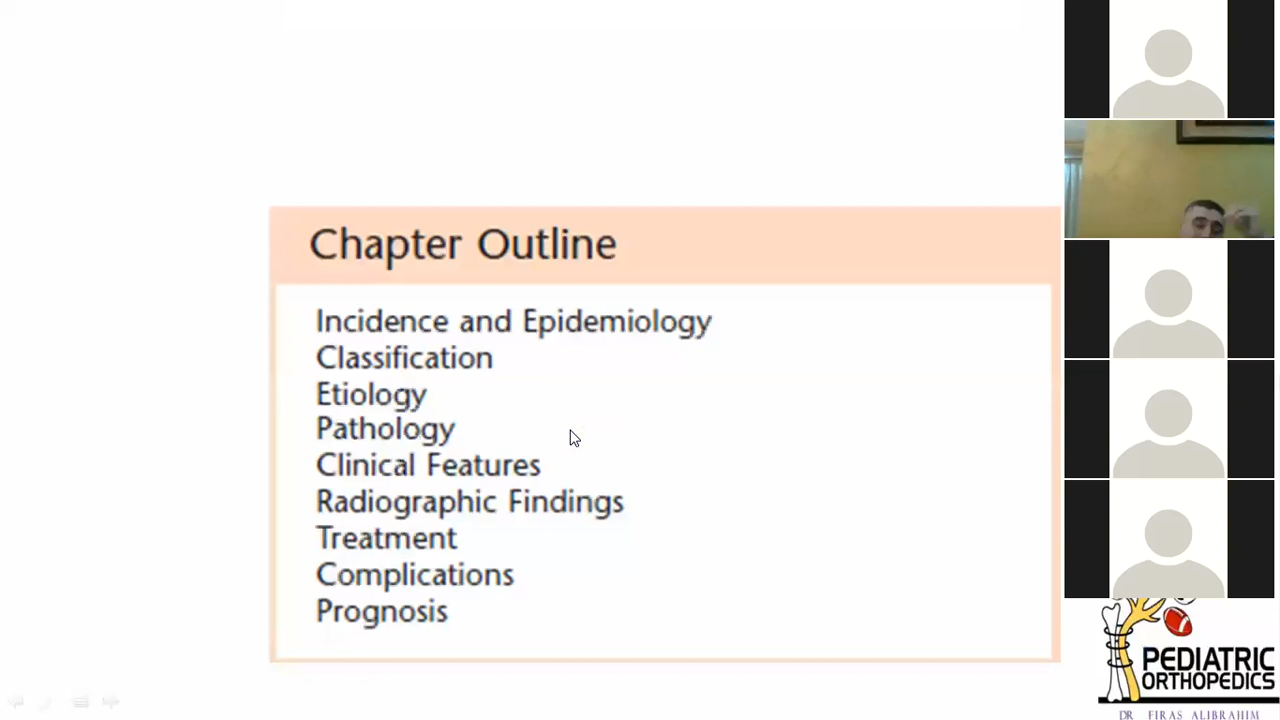 Chapter Outline
Incidence and Epidemiology
Classification
Etiology
Pathology
Clinical Features
Radiographic Findings
Treatment
Complications
Prognosis
PEDIATRIC
ORTHOPEDICS
DR FIRAS ALIBRAHIM